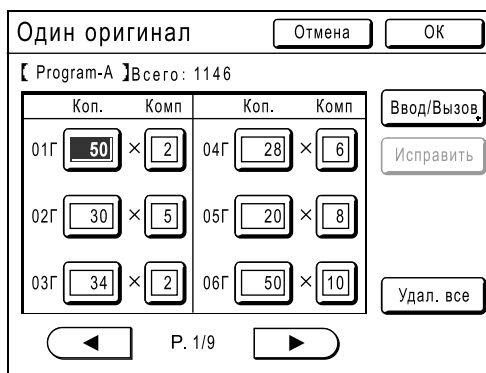 Один оригинал Отмена OK
【 Program-A 】Всего: 1146
Коп. Комп Коп. Комп Ввод/Вызов
01Г 50 × 2 04Г 28 × 6 Исправить
02Г 30 × 5 05Г 20 × 8
03Г 34 × 2 06Г 50 × 10 Удал. все
◄ P. 1/9 ►